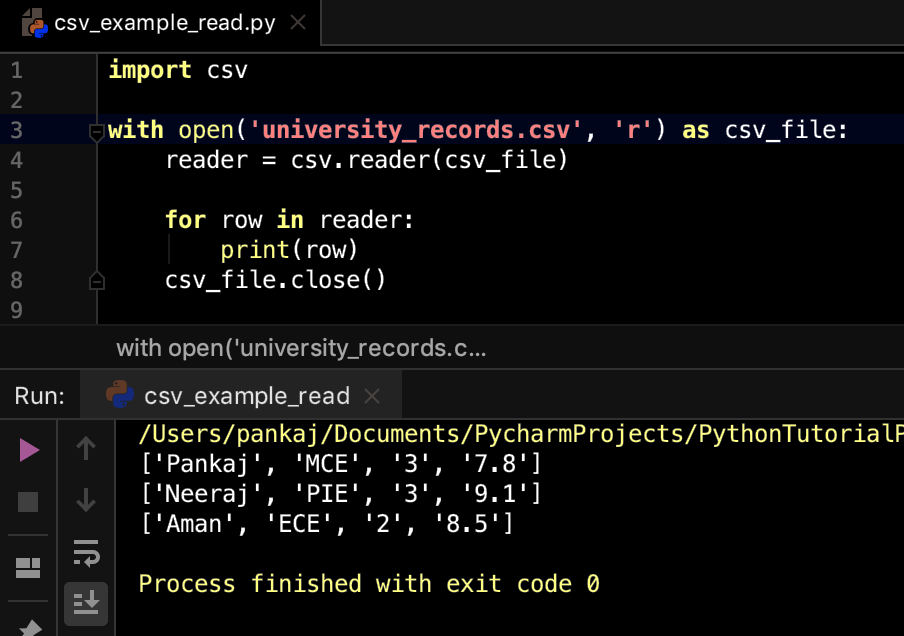 csv_example_read.py
1 import csv
2
3 with open('university_records.csv', 'r') as csv_file:
4     reader = csv.reader(csv_file)
5
6     for row in reader:
7         print(row)
8     csv_file.close()
9
with open('university_records.c...
Run: csv_example_read
/Users/pankaj/Documents/PycharmProjects/PythonTutorialP
['Pankaj', 'MCE', '3', '7.8']
['Neeraj', 'PIE', '3', '9.1']
['Aman', 'ECE', '2', '8.5']
Process finished with exit code 0